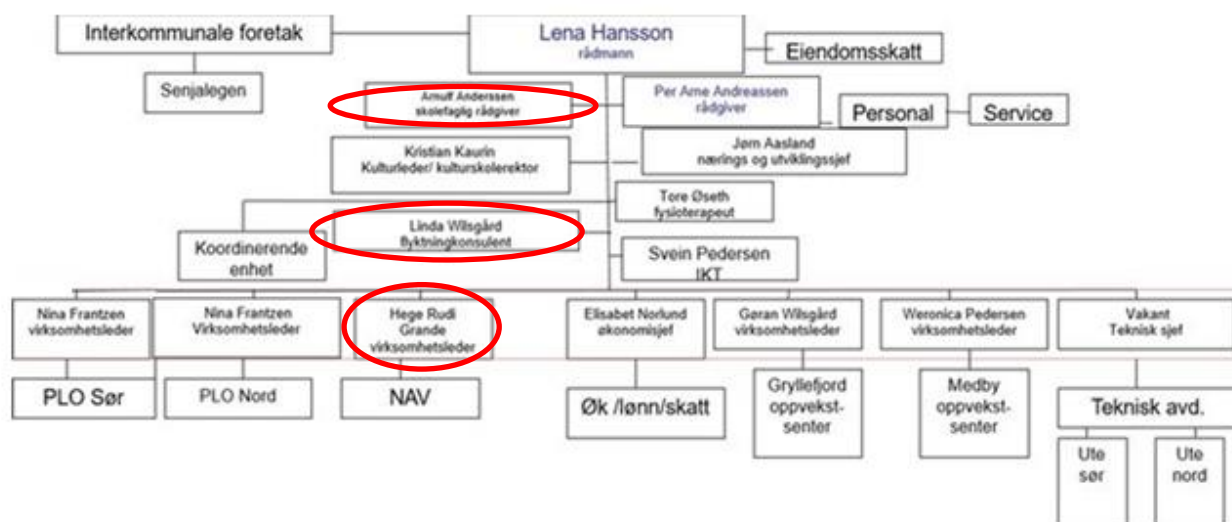 Interkommunale foretak
Lena Hansson
rådmann
Eiendomsskatt
Senjalegen
Arnulf Anderssen
skolefaglig rådgiver
Per Arne Andreassen
rådgiver
Personal
Service
Kristian Kaurin
Kulturleder/ kulturskolerektor
Jørn Aasland
nærings og utviklingssjef
Tore Øseth
fysioterapeut
Linda Wilsgård
flyktningkonsulent
Koordinerende
enhet
Svein Pedersen
IKT
Nina Frantzen
virksomhetsleder
Nina Frantzen
Virksomhetsleder
Hege Rudi
Grande
virksomhetsleder
Elisabet Norlund
økonomisjef
Gøran Wilsgård
virksomhetsleder
Weronica Pedersen
virksomhetsleder
Vakant
Teknisk sjef
PLO Sør
PLO Nord
NAV
Øk /lønn/skatt
Gryllefjord
oppvekst-
senter
Medby
oppvekst-
senter
Teknisk avd.
Ute
sør
Ute
nord